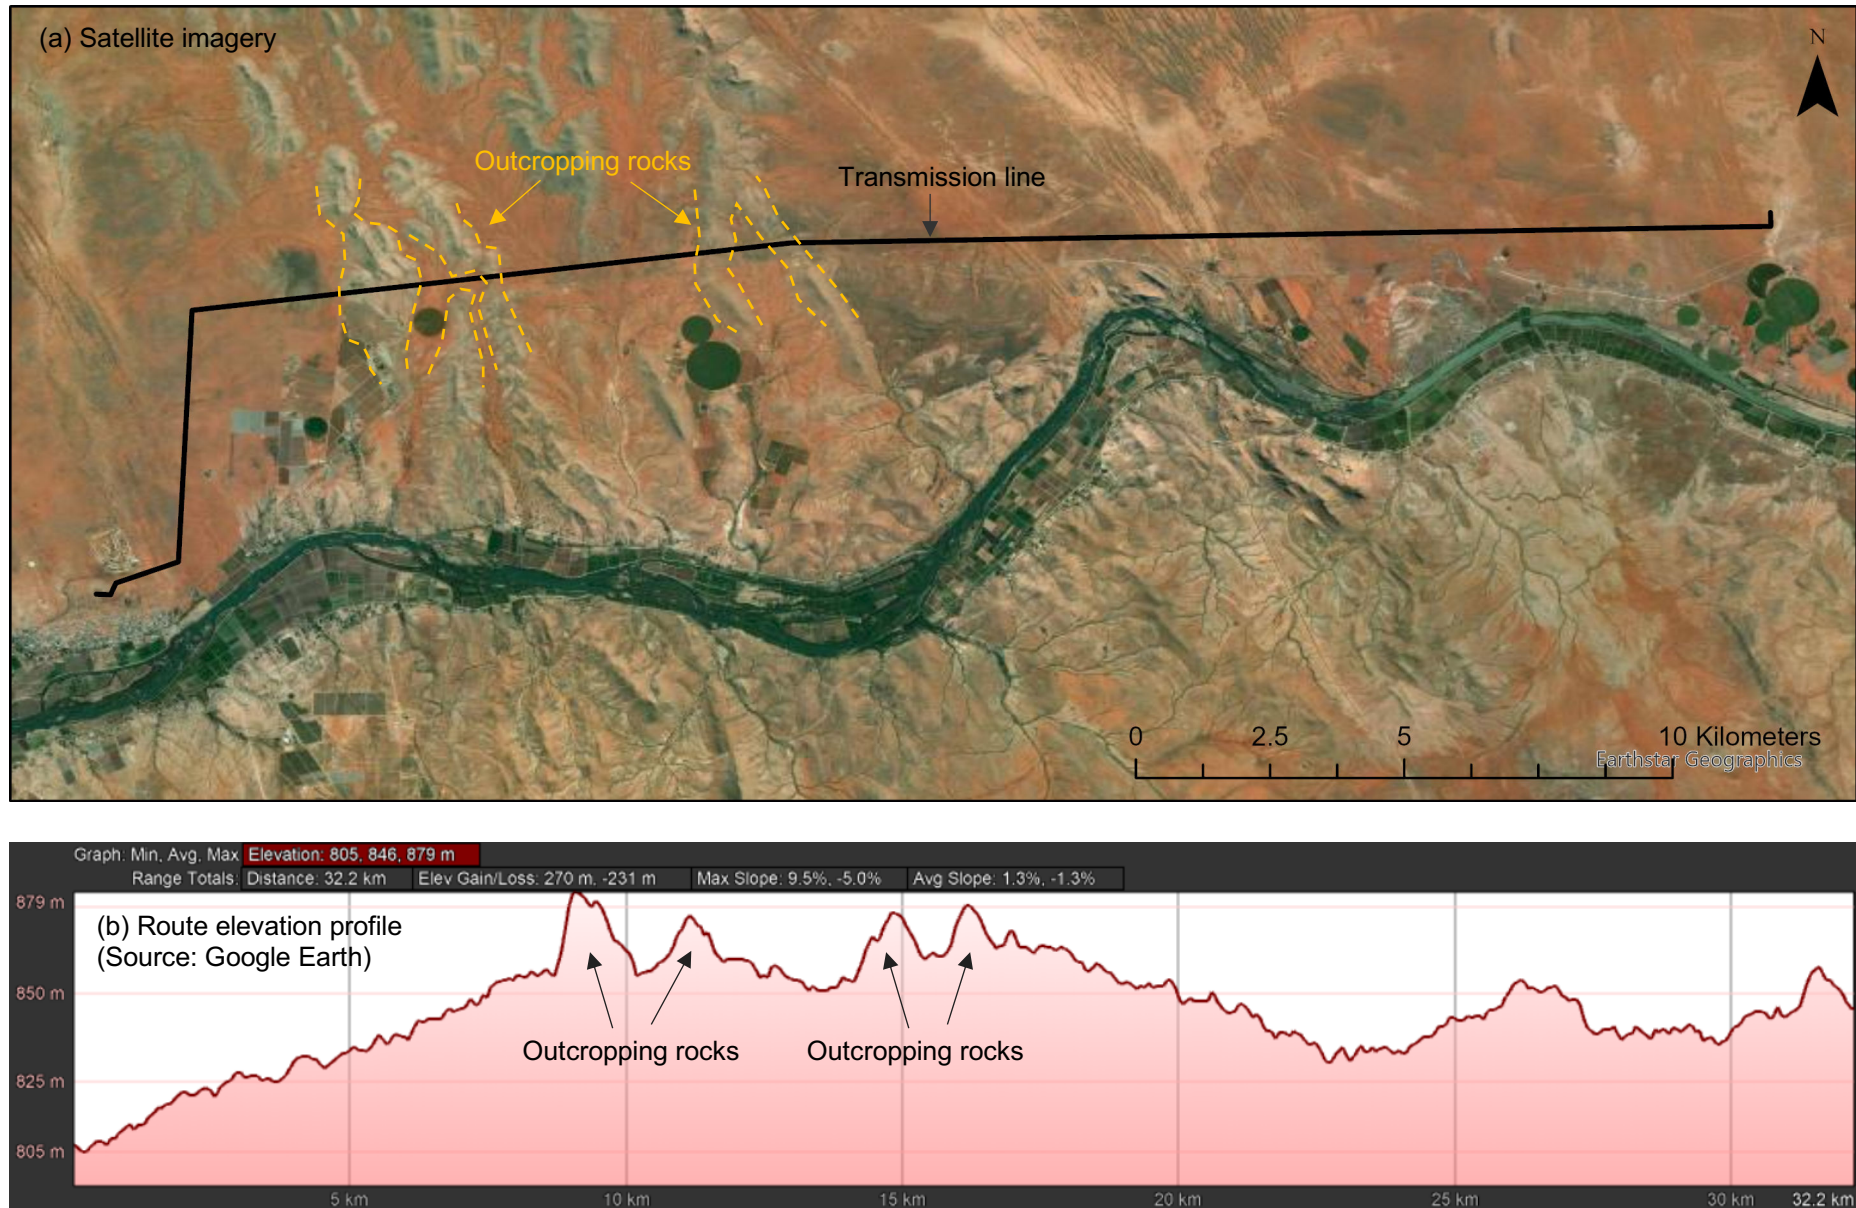 (a) Satellite imagery
N
Outcropping rocks
Transmission line
0 2.5 5 10 Kilometers
Earthstar Geographics
Graph: Min, Avg, Max Elevation: 805, 846, 879 m
Range Totals: Distance: 32.2 km Elev Gain/Loss: 270 m, -231 m Max Slope: 9.5%, -5.0% Avg Slope: 1.3%, -1.3%
879 m
(b) Route elevation profile
(Source: Google Earth)
850 m
Outcropping rocks Outcropping rocks
825 m
805 m
5 km 10 km 15 km 20 km 25 km 30 km 32.2 km